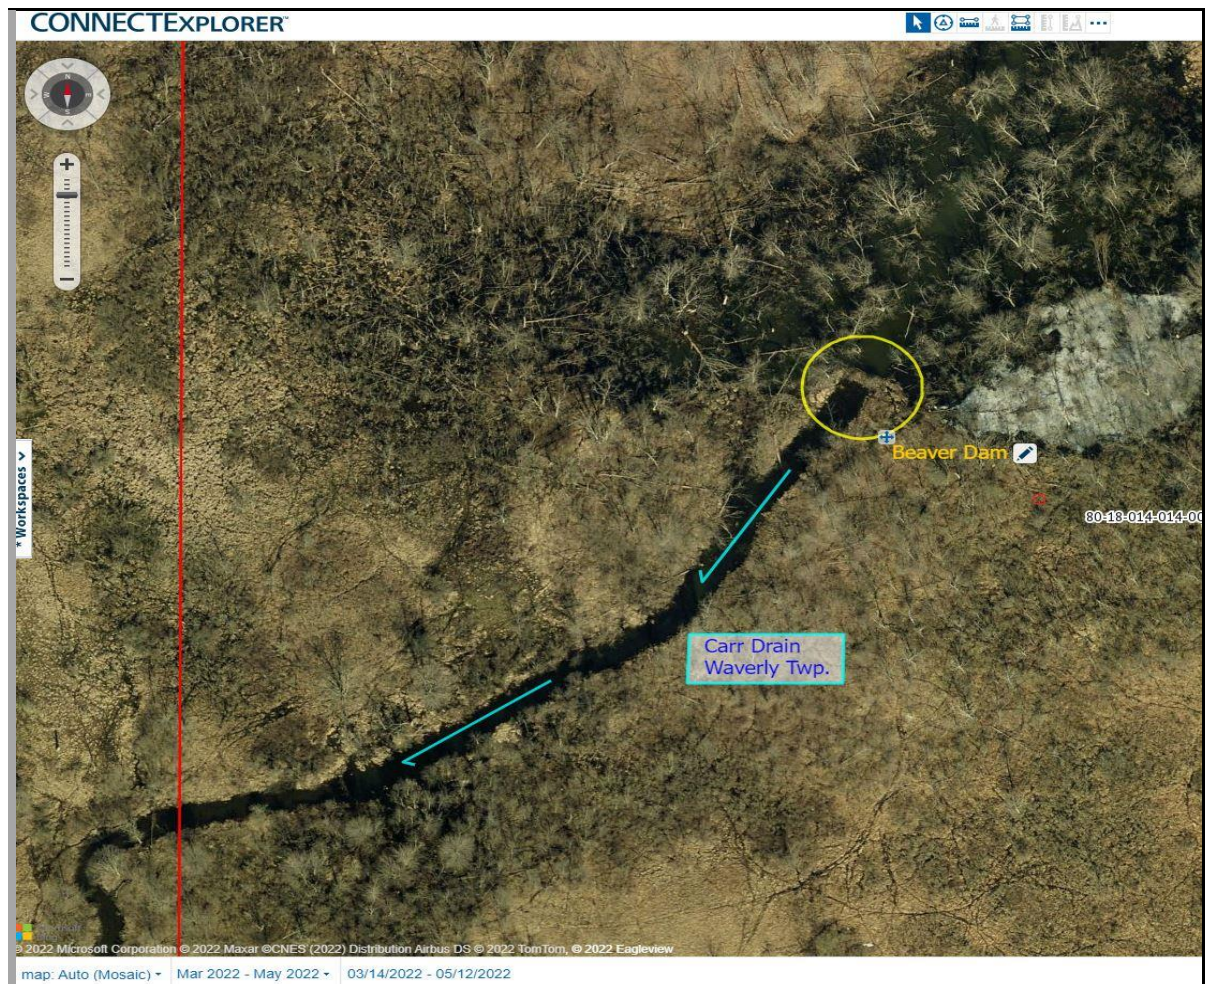 CONNECTEXPLORER™
N
W
E
S
* Workspaces
Beaver Dam
80-18-014-014-00
Carr Drain
Waverly Twp.
© 2022 Microsoft Corporation © 2022 Maxar ©CNES (2022) Distribution Airbus DS © 2022 TomTom, © 2022 Eagleview
map: Auto (Mosaic)
Mar 2022 - May 2022
03/14/2022 - 05/12/2022